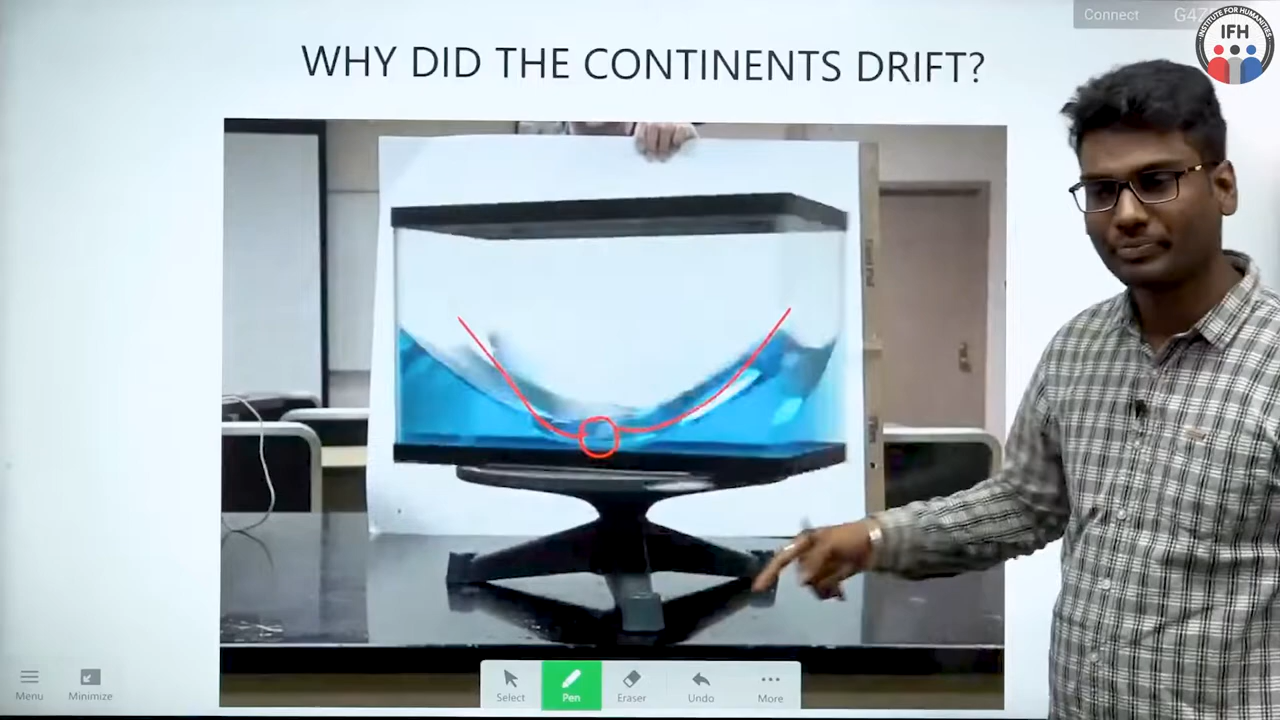 Connect
INSTITUTE FOR HUMANITIES
IFH
WHY DID THE CONTINENTS DRIFT?
Menu
Minimize
Select
Pen
Eraser
Undo
More